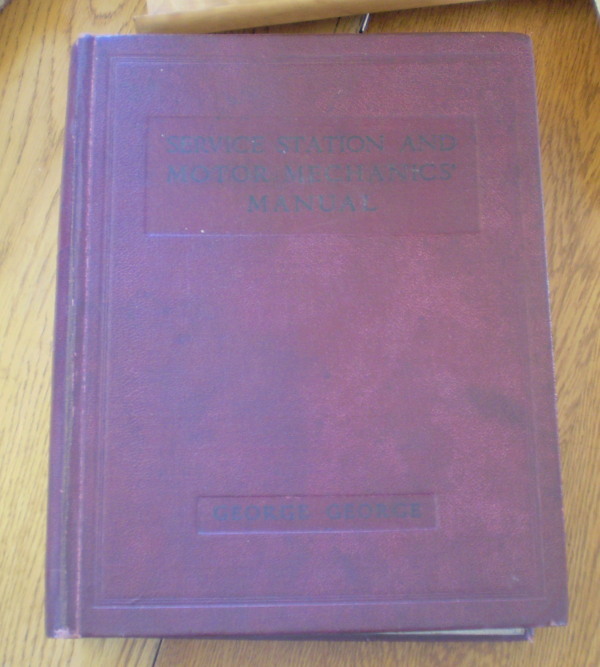 SERVICE STATION AND
MOTOR MECHANICS'
MANUAL
GEORGE GEORGE